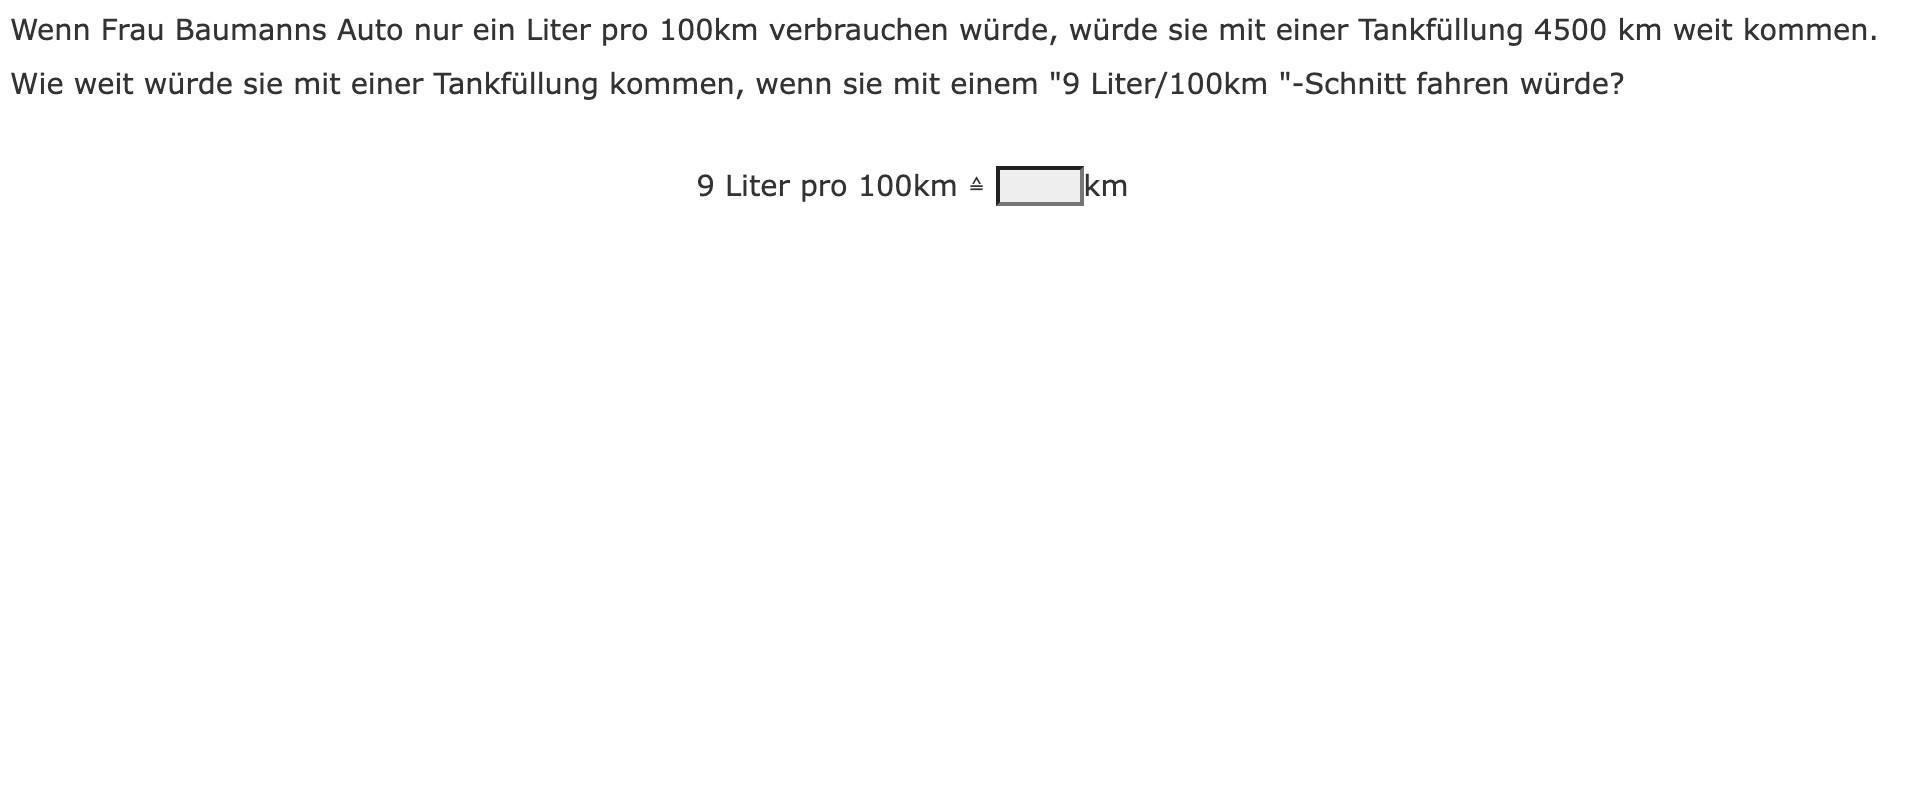 Wenn Frau Baumanns Auto nur ein Liter pro 100km verbrauchen würde, würde sie mit einer Tankfüllung 4500 km weit kommen.
Wie weit würde sie mit einer Tankfüllung kommen, wenn sie mit einem "9 Liter/100km "-Schnitt fahren würde?
9 Liter pro 100km ≙ km